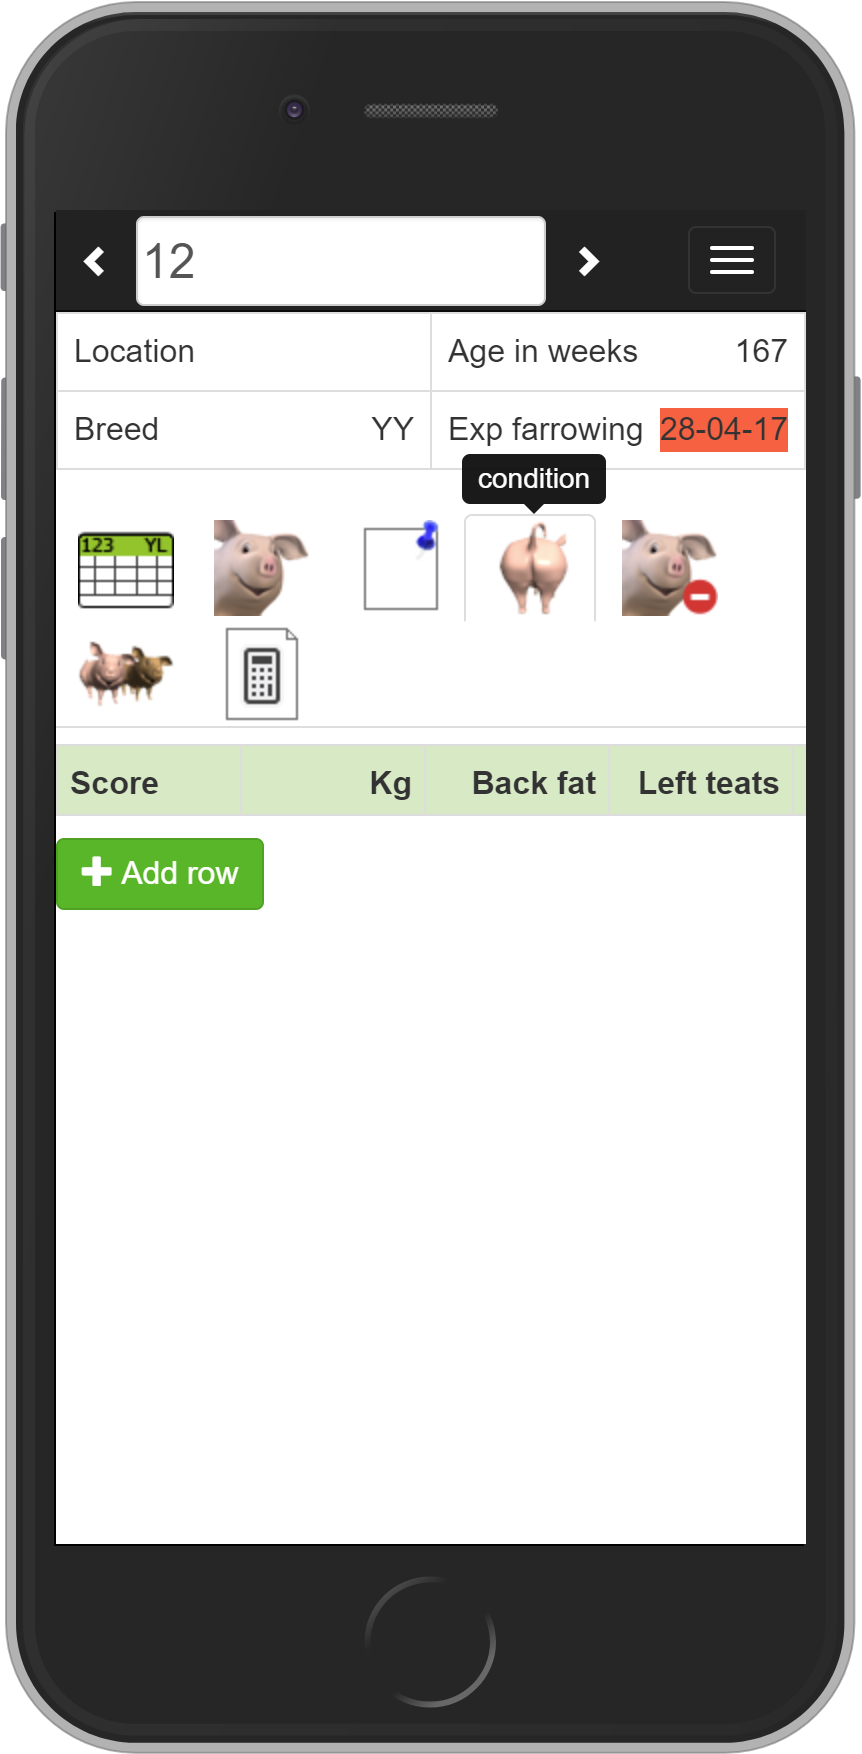 12
Location
Age in weeks 167
Breed YY
Exp farrowing 28-04-17
condition
123 YL
Score Kg Back fat Left teats
Add row